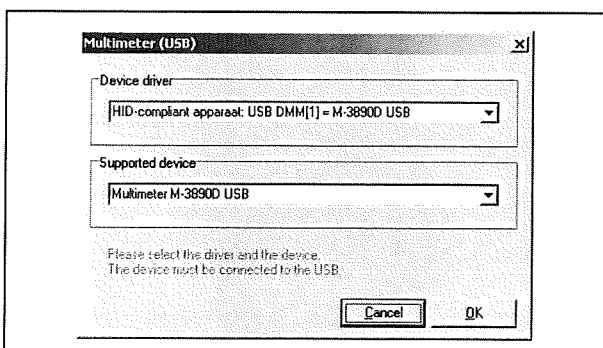 Multimeter (USB)
Device driver
HID-compliant apparaat: USB DMM[1] = M-3890D USB
Supported device
Multimeter M-3890D USB
Please select the driver and the device.
The device must be connected to the USB.
Cancel
OK